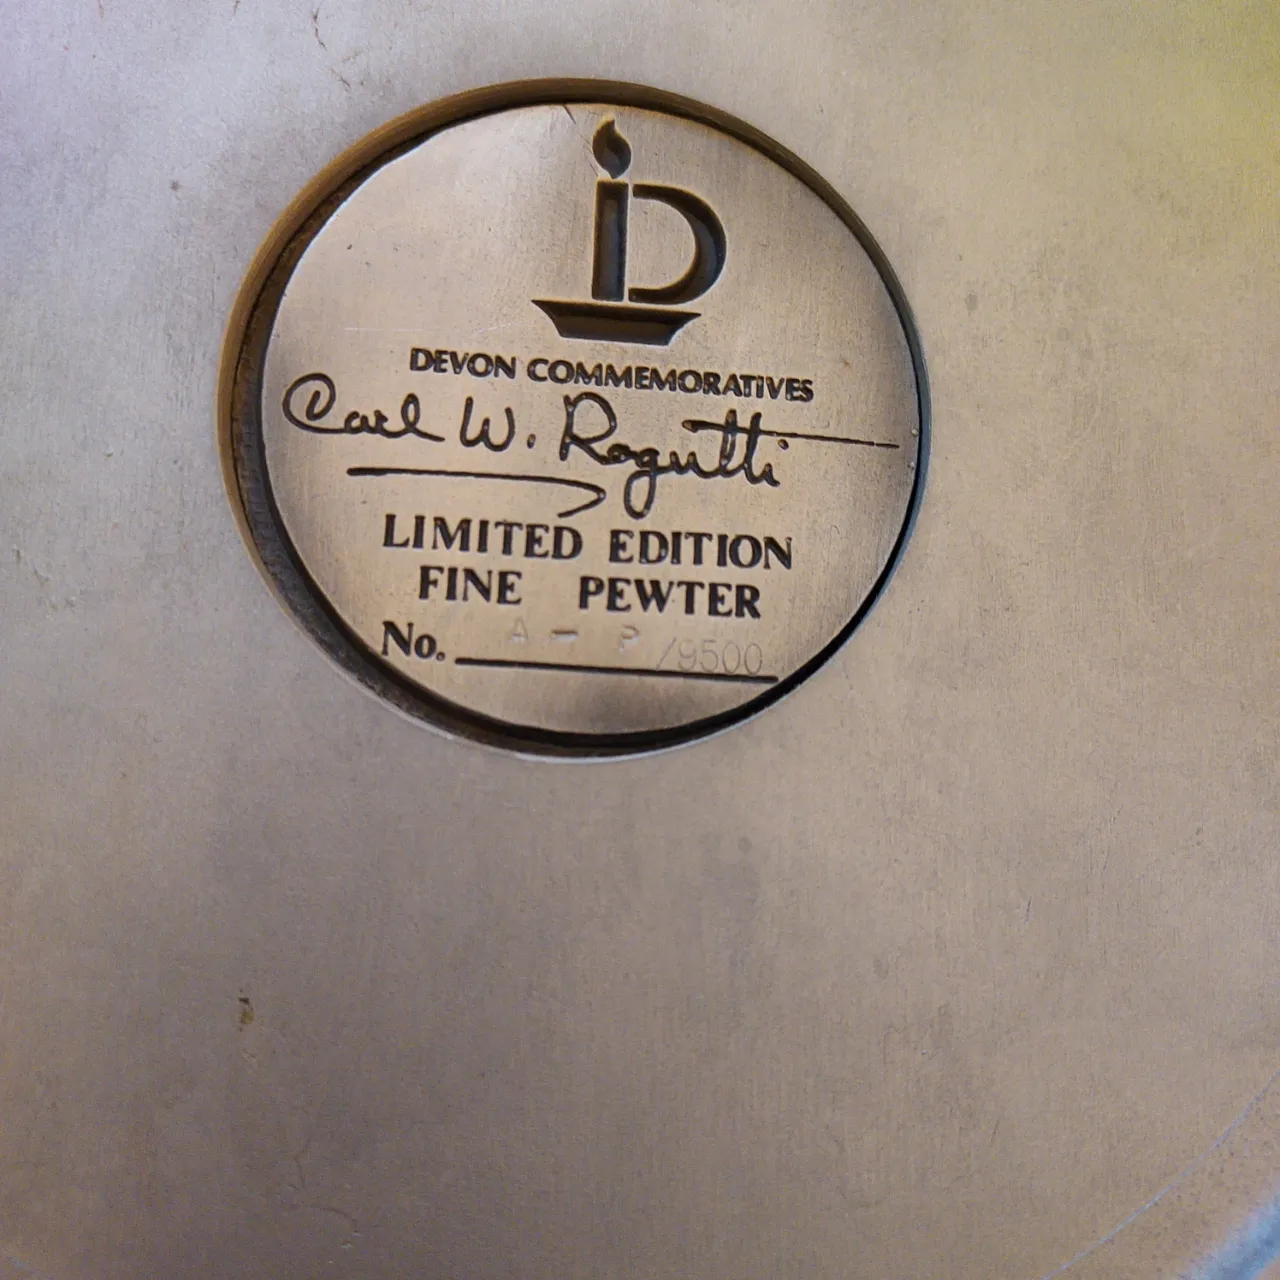 D
DEVON COMMEMORATIVES
Carl W. Rogutti
LIMITED EDITION
FINE PEWTER
No. A - P /9500